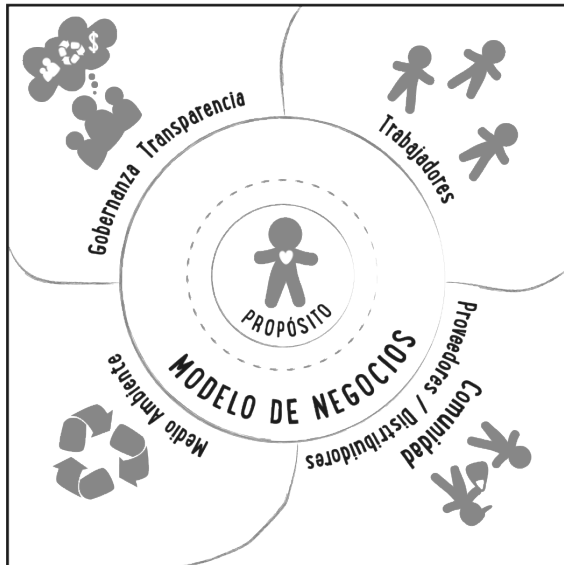 $
Gobernanza Transparencia
Trabajadores
PROPÓSITO
MODELO DE NEGOCIOS
Medio Ambiente
Proveedores / Distribuidores
Comunidad